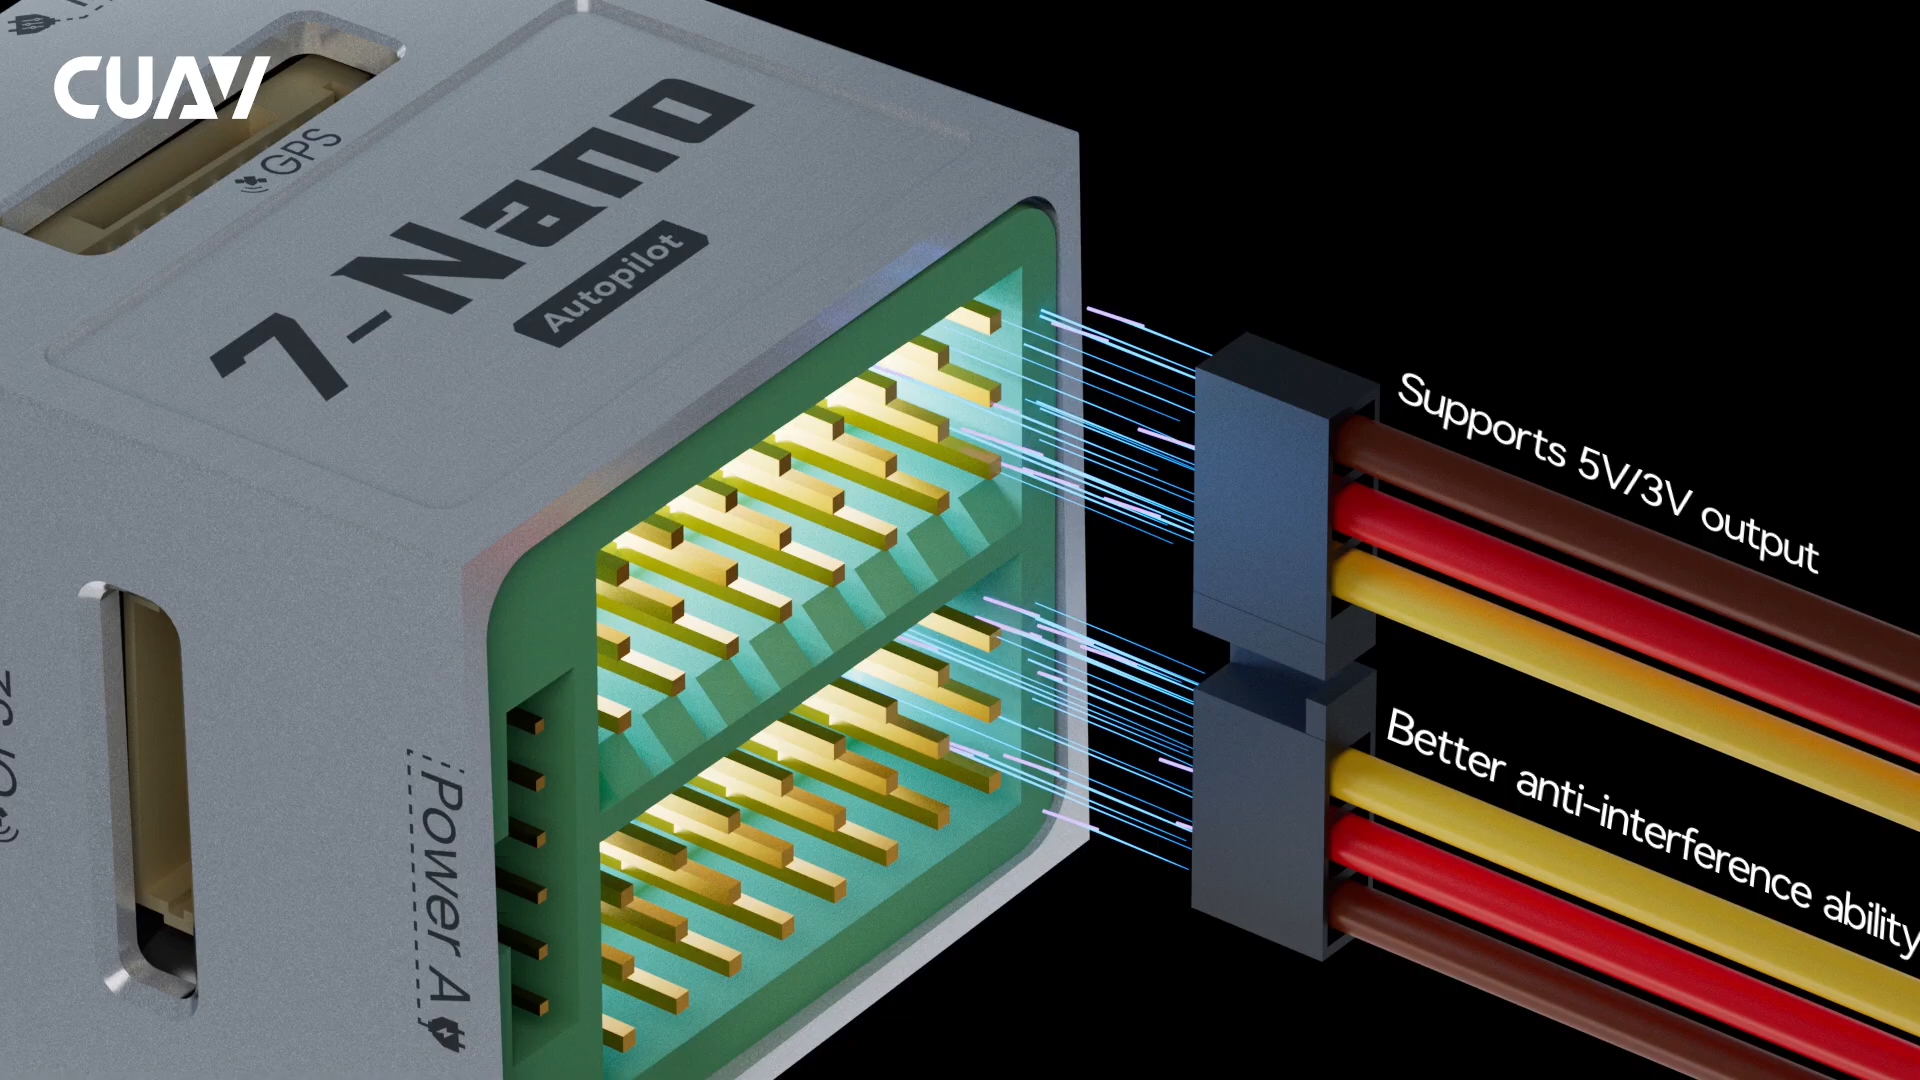 CUAV
GPS
7-Nano
Autopilot
Power A
Supports 5V/3V output
Better anti-interference ability